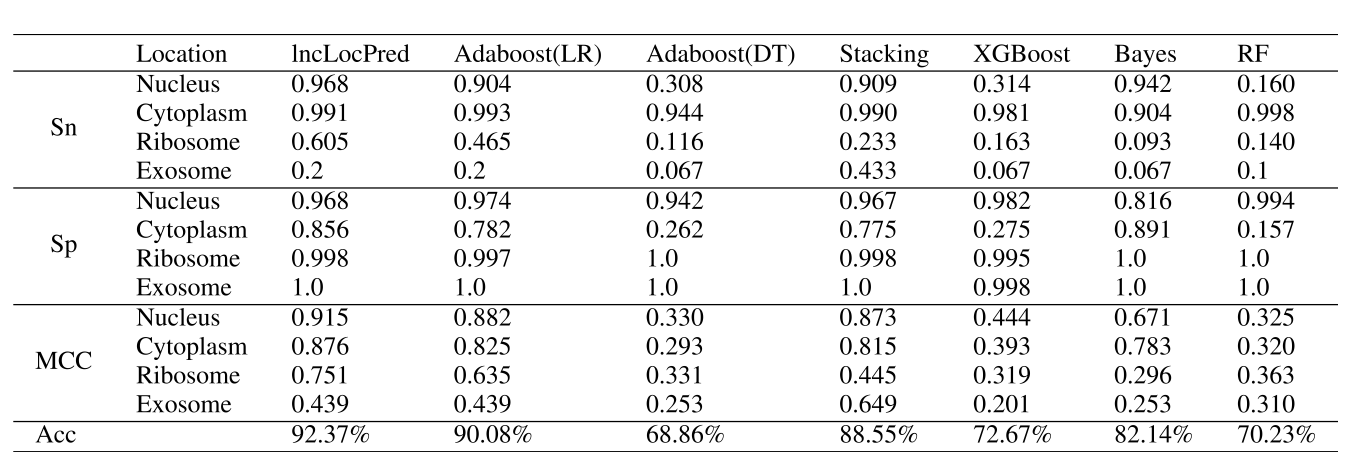 Location lncLocPred Adaboost(LR) Adaboost(DT) Stacking XGBoost Bayes RF
Nucleus 0.968 0.904 0.308 0.909 0.314 0.942 0.160
Cytoplasm 0.991 0.993 0.944 0.990 0.981 0.904 0.998
Sn
Ribosome 0.605 0.465 0.116 0.233 0.163 0.093 0.140
Exosome 0.2 0.2 0.067 0.433 0.067 0.067 0.1
Nucleus 0.968 0.974 0.942 0.967 0.982 0.816 0.994
Cytoplasm 0.856 0.782 0.262 0.775 0.275 0.891 0.157
Sp
Ribosome 0.998 0.997 1.0 0.998 0.995 1.0 1.0
Exosome 1.0 1.0 1.0 1.0 0.998 1.0 1.0
Nucleus 0.915 0.882 0.330 0.873 0.444 0.671 0.325
Cytoplasm 0.876 0.825 0.293 0.815 0.393 0.783 0.320
MCC
Ribosome 0.751 0.635 0.331 0.445 0.319 0.296 0.363
Exosome 0.439 0.439 0.253 0.649 0.201 0.253 0.310
Acc 92.37% 90.08% 68.86% 88.55% 72.67% 82.14% 70.23%